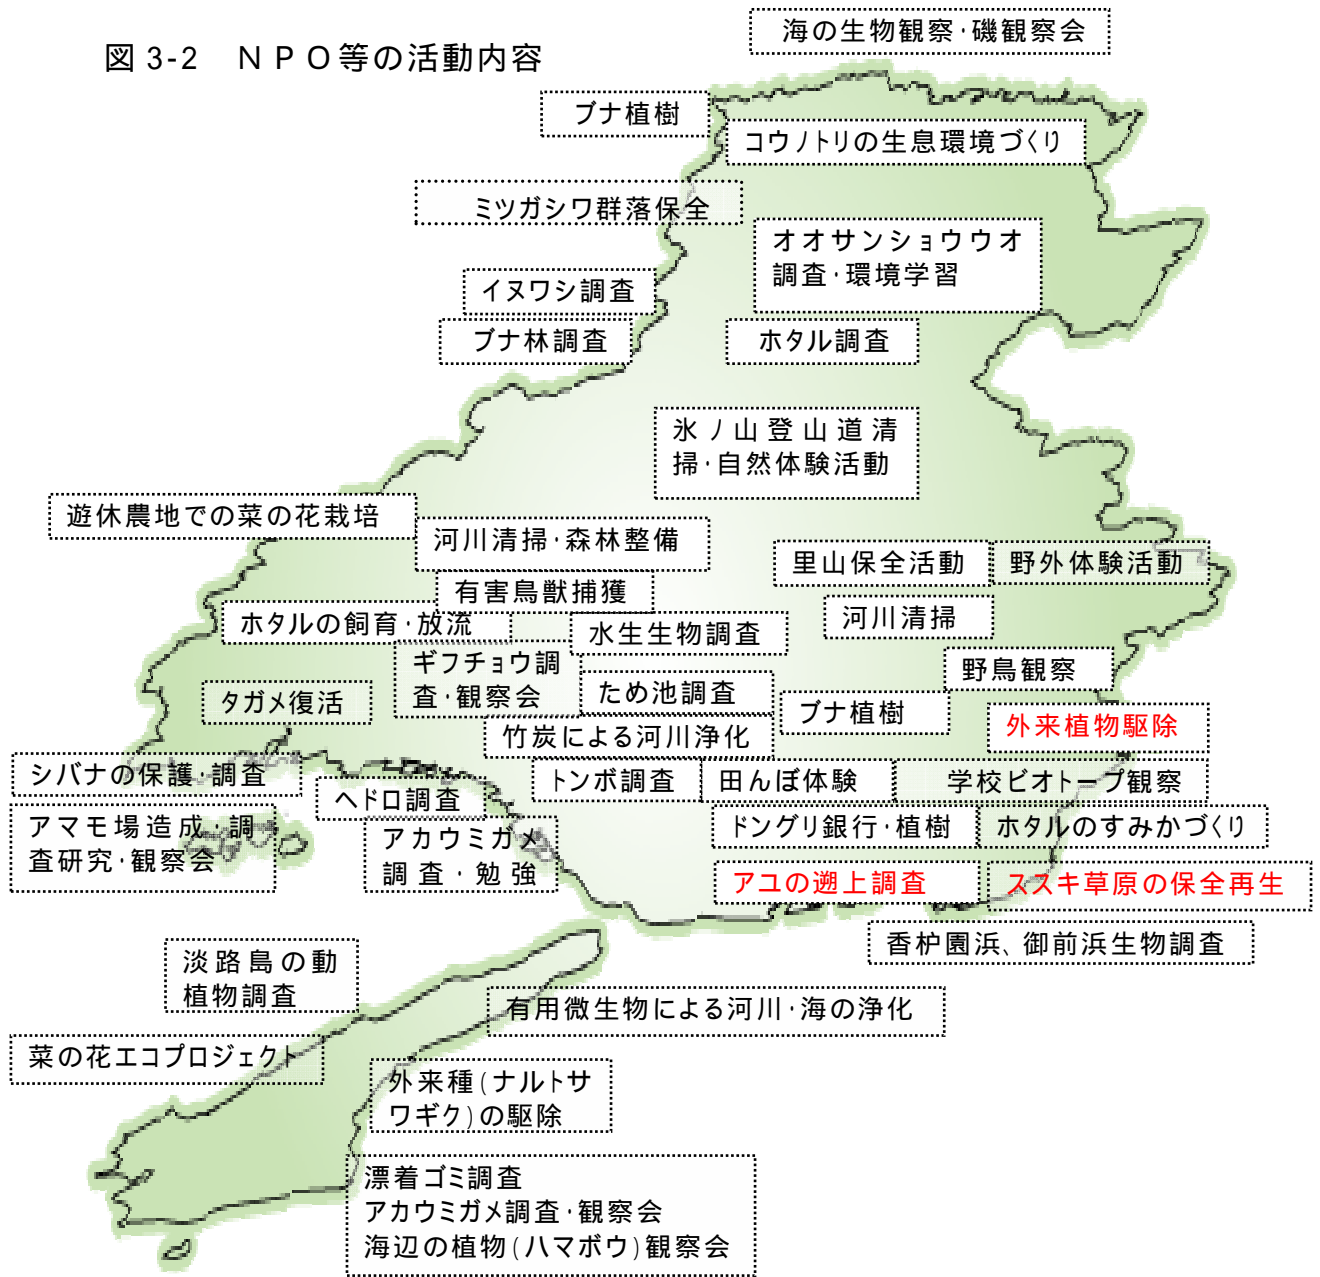 図 3-2　ＮＰＯ等の活動内容
海の生物観察･磯観察会
ブナ植樹
コウノトリの生息環境づくり
ミツガシワ群落保全
オオサンショウウオ
調査･環境学習
イヌワシ調査
ブナ林調査
ホタル調査
氷ノ山登山道清
掃･自然体験活動
遊休農地での菜の花栽培
河川清掃･森林整備
里山保全活動
野外体験活動
有害鳥獣捕獲
ホタルの飼育･放流
水生生物調査
河川清掃
ギフチョウ調
査･観察会
野鳥観察
タガメ復活
ため池調査
ブナ植樹
外来植物駆除
竹炭による河川浄化
シバナの保護･調査
ヘドロ調査
トンボ調査
田んぼ体験
学校ビオトープ観察
アマモ場造成･調
査研究･観察会
アカウミガメ
調査･勉強
ドングリ銀行･植樹
ホタルのすみかづくり
アユの遡上調査
ススキ草原の保全再生
香枦園浜、御前浜生物調査
淡路島の動
植物調査
有用微生物による河川･海の浄化
菜の花エコプロジェクト
外来種(ナルトサ
ワギク)の駆除
漂着ゴミ調査
アカウミガメ調査･観察会
海辺の植物(ハマボウ)観察会